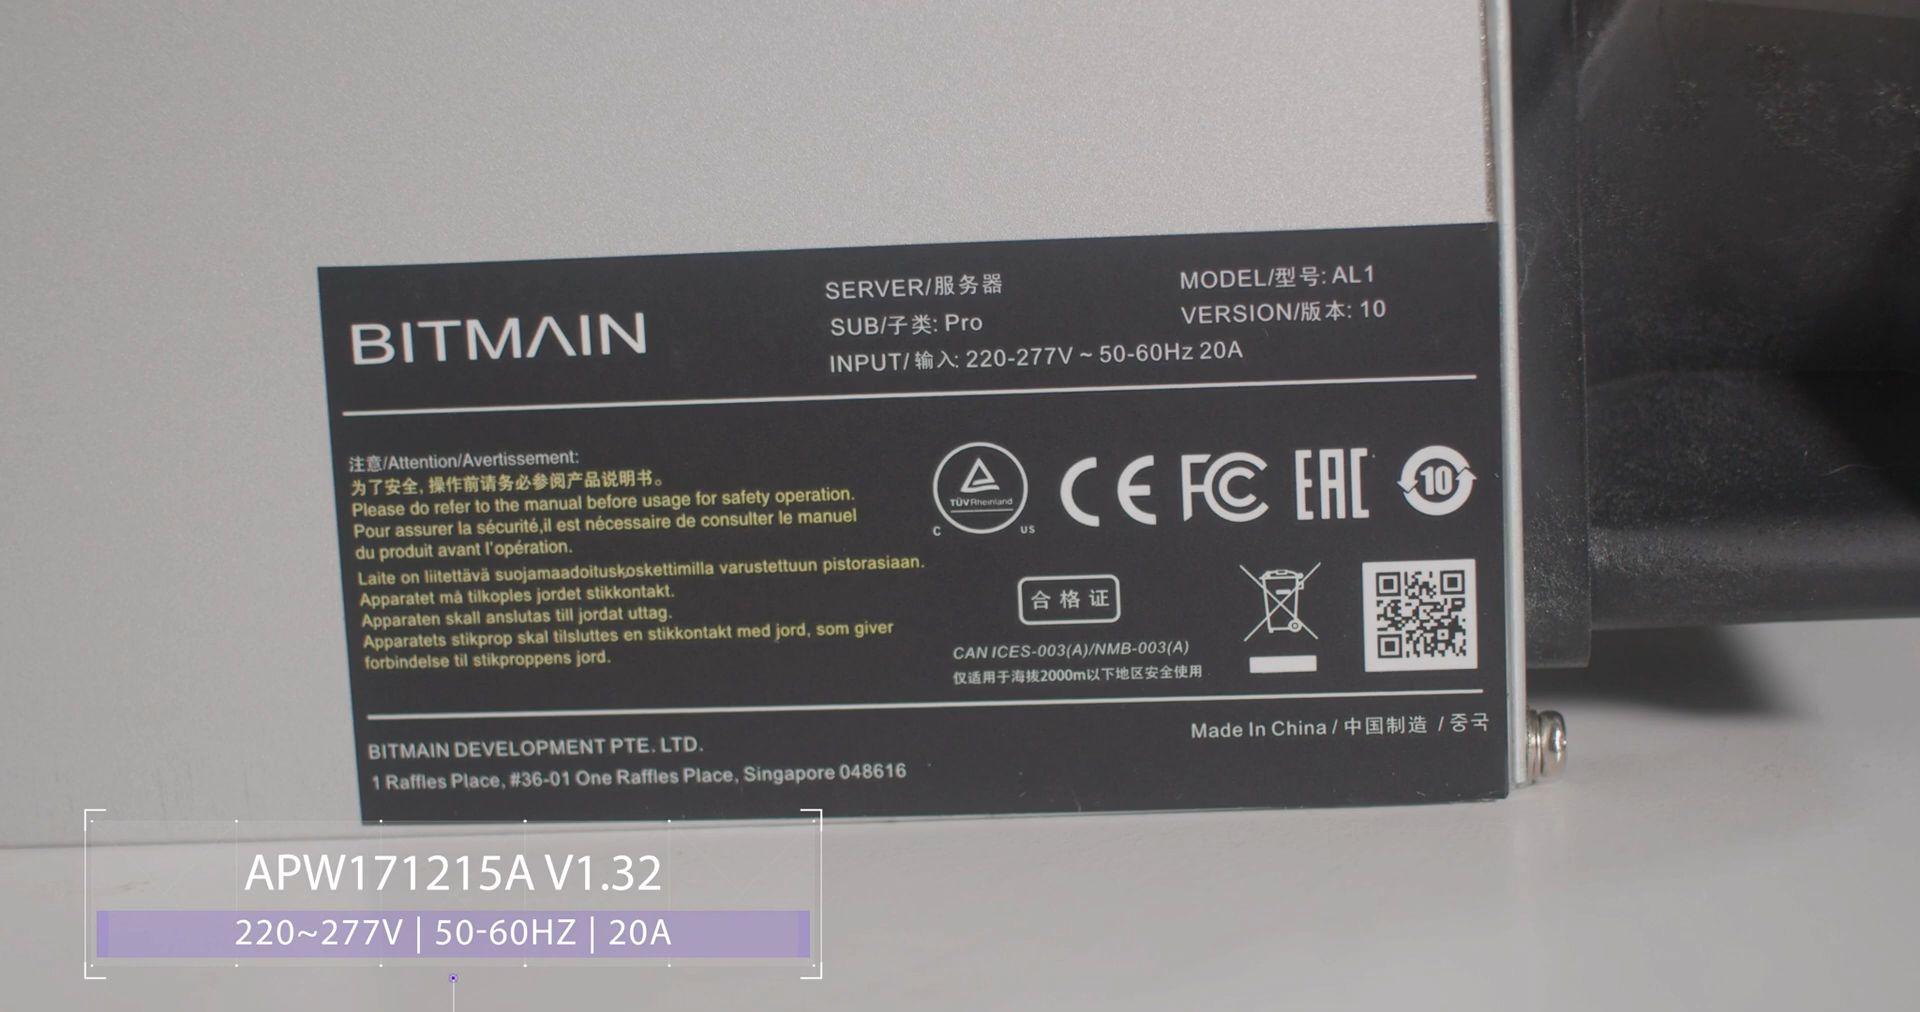 BITMAIN
SERVER/服务器
SUB/子类: Pro
INPUT/输入: 220-277V ~ 50-60Hz 20A
MODEL/型号: AL1
VERSION/版本: 10
注意/Attention/Avertissement:
为了安全, 操作前请务必参阅产品说明书。
Please do refer to the manual before usage for safety operation.
Pour assurer la sécurité,il est nécessaire de consulter le manuel
du produit avant l'opération.
Laite on liitettävä suojamaadoituskoskettimilla varustettuun pistorasiaan.
Apparatet må tilkoples jordet stikkontakt.
Apparaten skall anslutas till jordat uttag.
Apparatets stikprop skal tilsluttes en stikkontakt med jord, som giver
forbindelse til stikproppens jord.
TÜVRheinland
C US
CE FC EAC 10
合格证
CAN ICES-003(A)/NMB-003(A)
仅适用于海拔2000m以下地区安全使用
BITMAIN DEVELOPMENT PTE. LTD.
1 Raffles Place, #36-01 One Raffles Place, Singapore 048616
Made In China / 中国制造 / 중국
APW171215A V1.32
220~277V | 50-60HZ | 20A